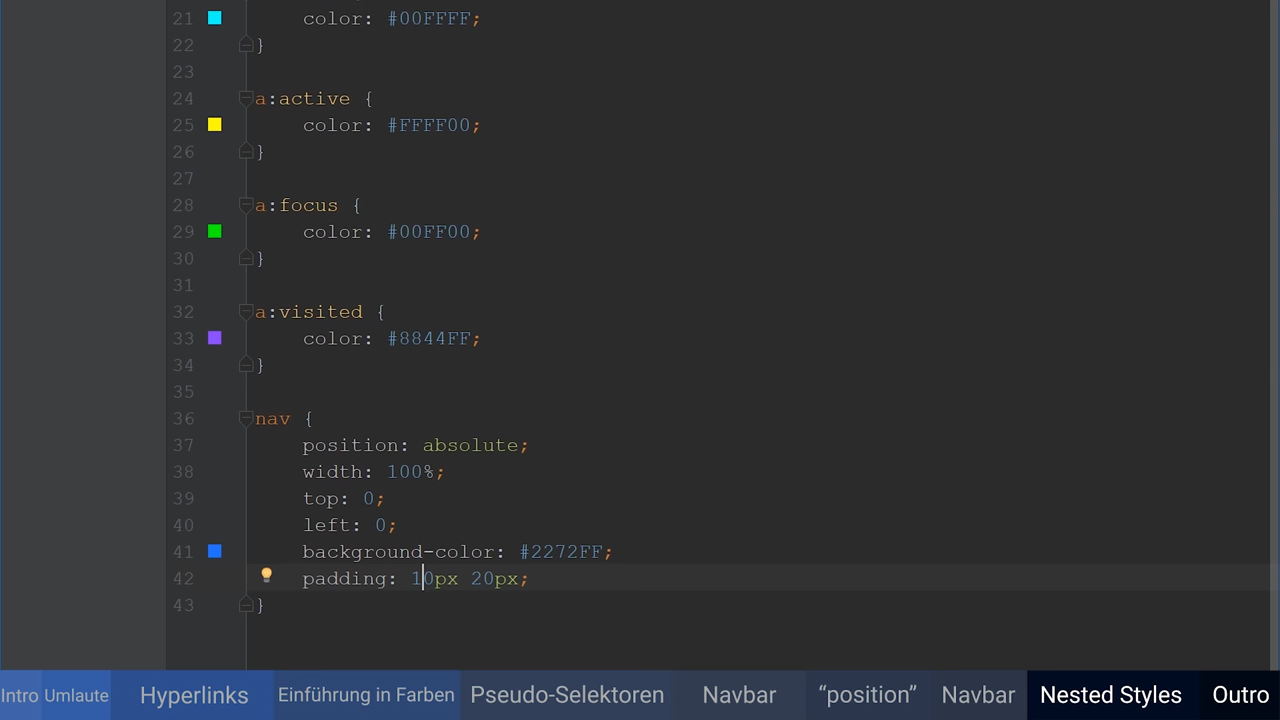 21 color: #00FFFF;
22 }
23
24 a:active {
25 color: #FFFF00;
26 }
27
28 a:focus {
29 color: #00FF00;
30 }
31
32 a:visited {
33 color: #8844FF;
34 }
35
36 nav {
37 position: absolute;
38 width: 100%;
39 top: 0;
40 left: 0;
41 background-color: #2272FF;
42 padding: 10px 20px;
43 }
Intro Umlaute Hyperlinks Einführung in Farben Pseudo-Selektoren Navbar “position” Navbar Nested Styles Outro